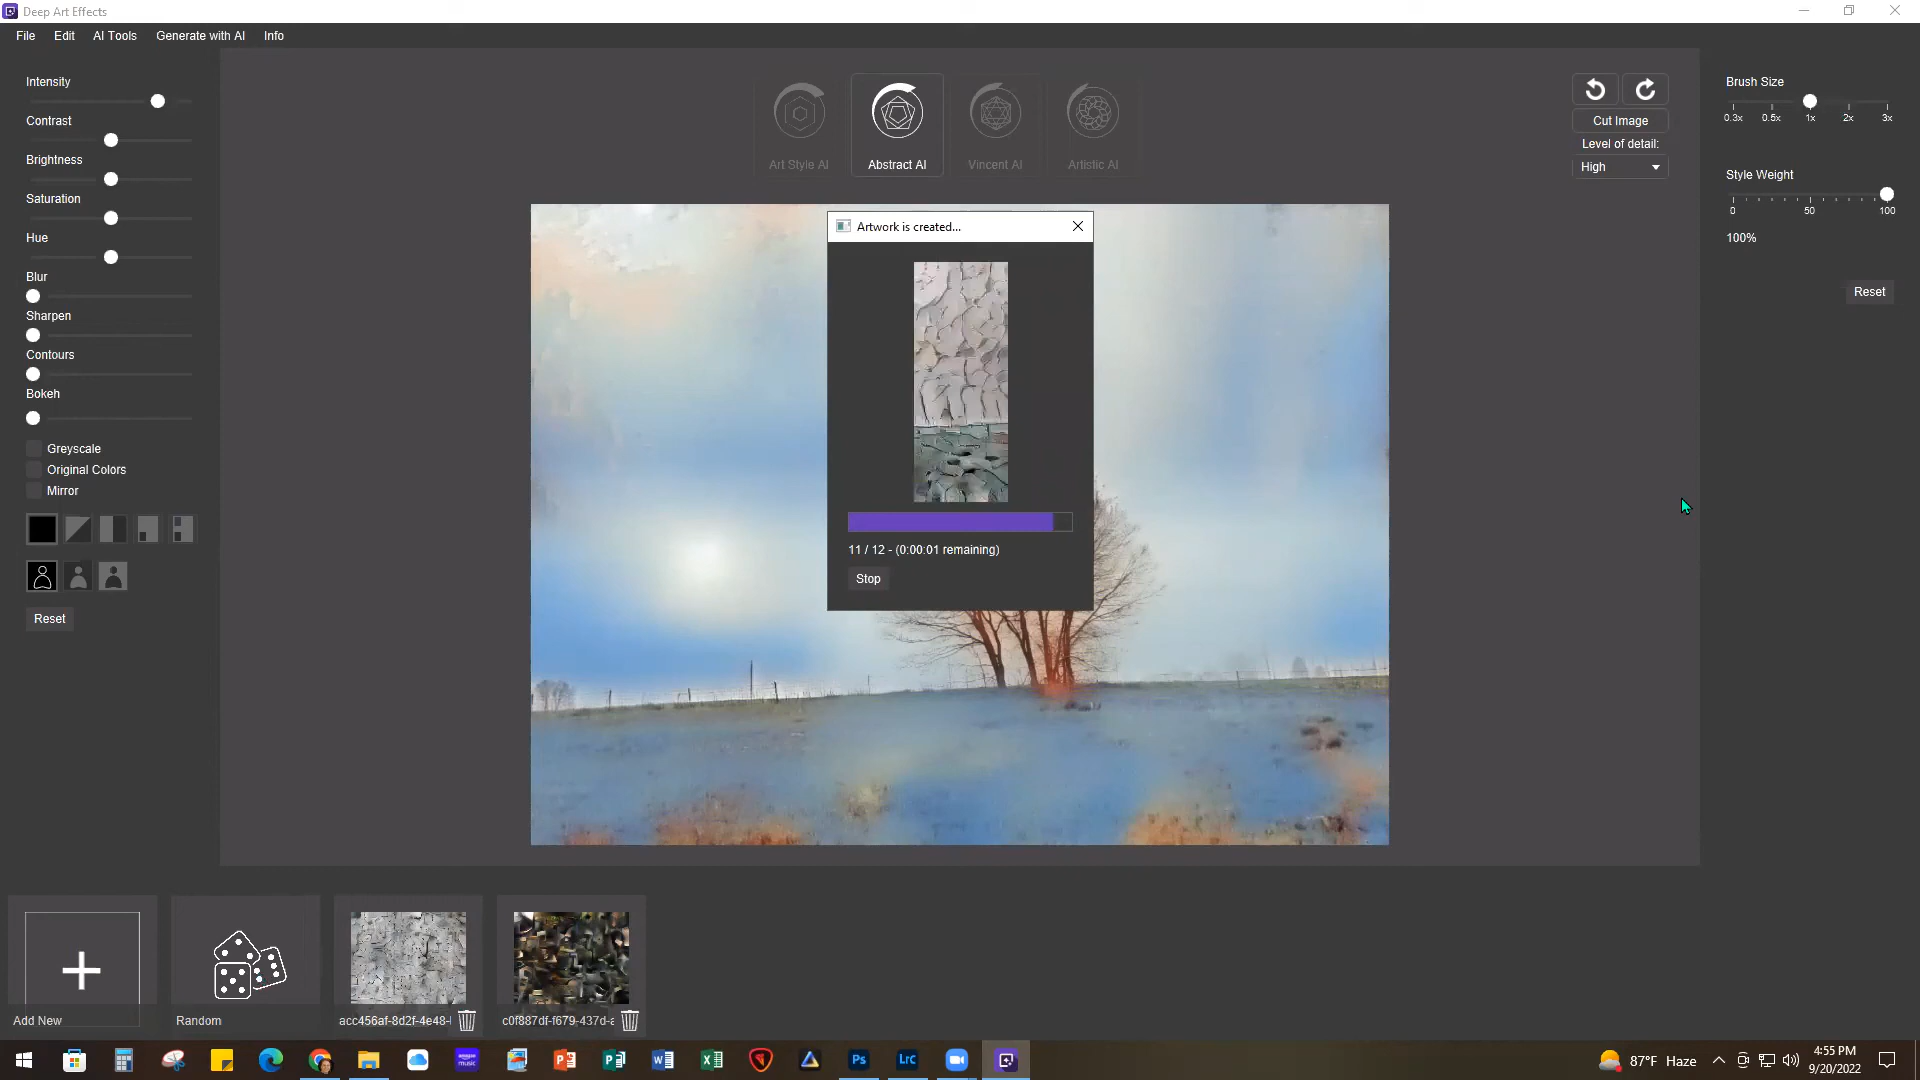 Deep Art Effects
File Edit AI Tools Generate with AI Info
Intensity
Contrast
Brightness
Saturation
Hue
Blur
Sharpen
Contours
Bokeh
Greyscale
Original Colors
Mirror
Reset
Art Style AI
Abstract AI
Vincent AI
Artistic AI
Cut Image
Level of detail:
High
Brush Size
0.3x 0.5x 1x 2x 3x
Style Weight
0 50 100
100%
Reset
Artwork is created...
11 / 12 - (0:00:01 remaining)
Stop
Add New
Random
acc456af-8d2f-4e48-
c0f887df-f679-437d-a
amazon music
Ps
Lrc
87°F Haze
4:55 PM
9/20/2022